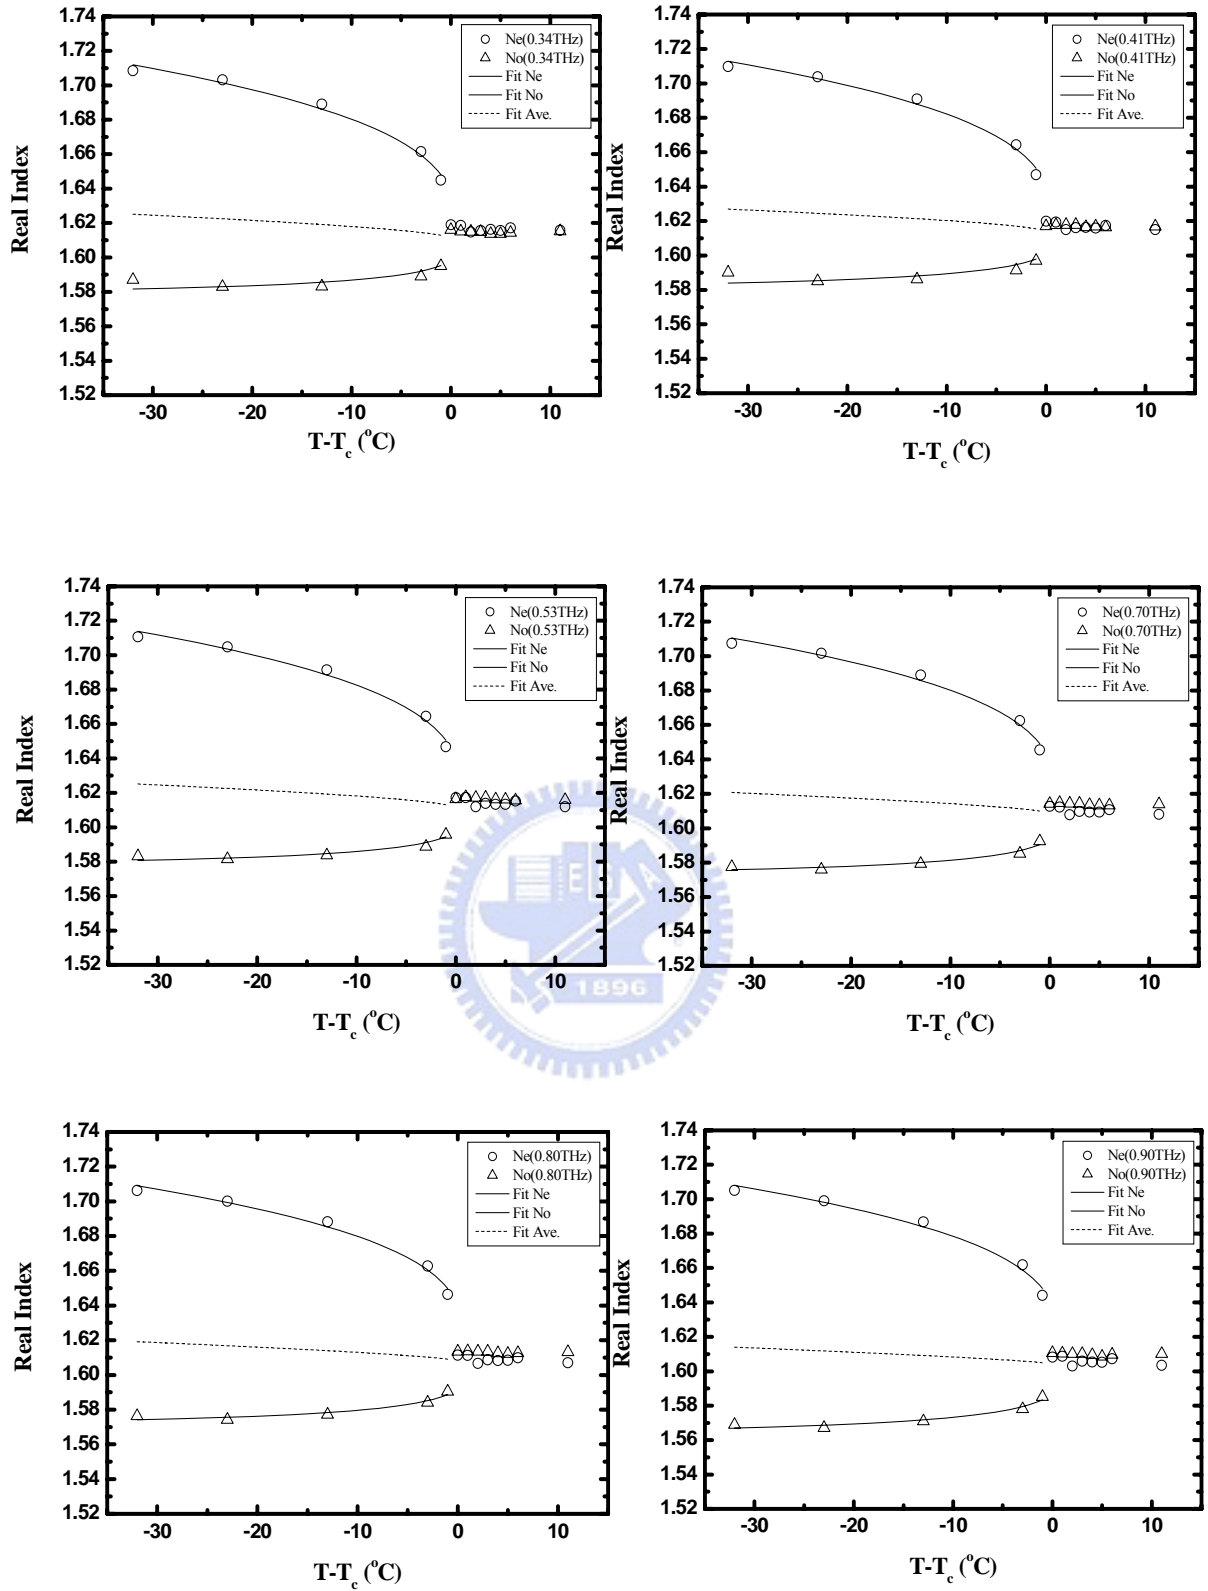 1.74
1.72
1.70
1.68
1.66
1.64
1.62
1.60
1.58
1.56
1.54
1.52
-30 -20 -10 0 10
Real Index
T-Tc (oC)
Ne(0.34THz)
No(0.34THz)
Fit Ne
Fit No
Fit Ave.
1.74
1.72
1.70
1.68
1.66
1.64
1.62
1.60
1.58
1.56
1.54
1.52
-30 -20 -10 0 10
Real Index
T-Tc (oC)
Ne(0.41THz)
No(0.41THz)
Fit Ne
Fit No
Fit Ave.
1.74
1.72
1.70
1.68
1.66
1.64
1.62
1.60
1.58
1.56
1.54
1.52
-30 -20 -10 0 10
Real Index
T-Tc (oC)
Ne(0.53THz)
No(0.53THz)
Fit Ne
Fit No
Fit Ave.
1.74
1.72
1.70
1.68
1.66
1.64
1.62
1.60
1.58
1.56
1.54
1.52
-30 -20 -10 0 10
Real Index
T-Tc (oC)
Ne(0.70THz)
No(0.70THz)
Fit Ne
Fit No
Fit Ave.
1896
1.74
1.72
1.70
1.68
1.66
1.64
1.62
1.60
1.58
1.56
1.54
1.52
-30 -20 -10 0 10
Real Index
T-Tc (oC)
Ne(0.80THz)
No(0.80THz)
Fit Ne
Fit No
Fit Ave.
1.74
1.72
1.70
1.68
1.66
1.64
1.62
1.60
1.58
1.56
1.54
1.52
-30 -20 -10 0 10
Real Index
T-Tc (oC)
Ne(0.90THz)
No(0.90THz)
Fit Ne
Fit No
Fit Ave.